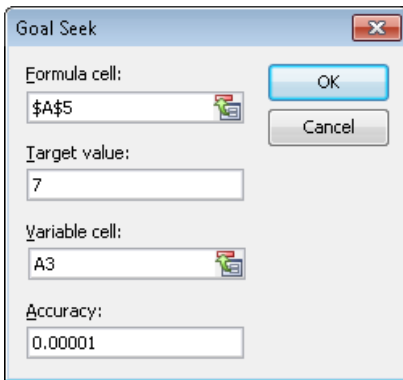 Goal Seek
Formula cell:
$A$5
OK
Cancel
Target value:
7
Variable cell:
A3
Accuracy:
0.00001